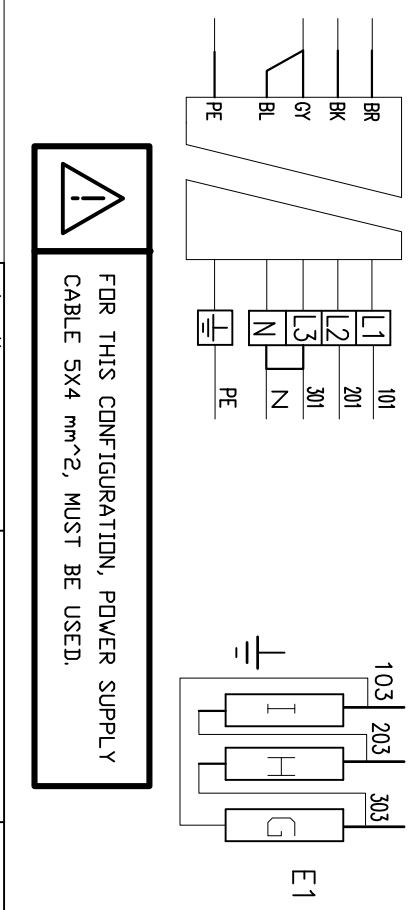 BR
BK
GY
BL
PE
L1
L2
L3
N
101
201
301
N
PE
FOR THIS CONFIGURATION, POWER SUPPLY
CABLE 5X4 mm^2, MUST BE USED.
103
203
303
I
H
G
E1